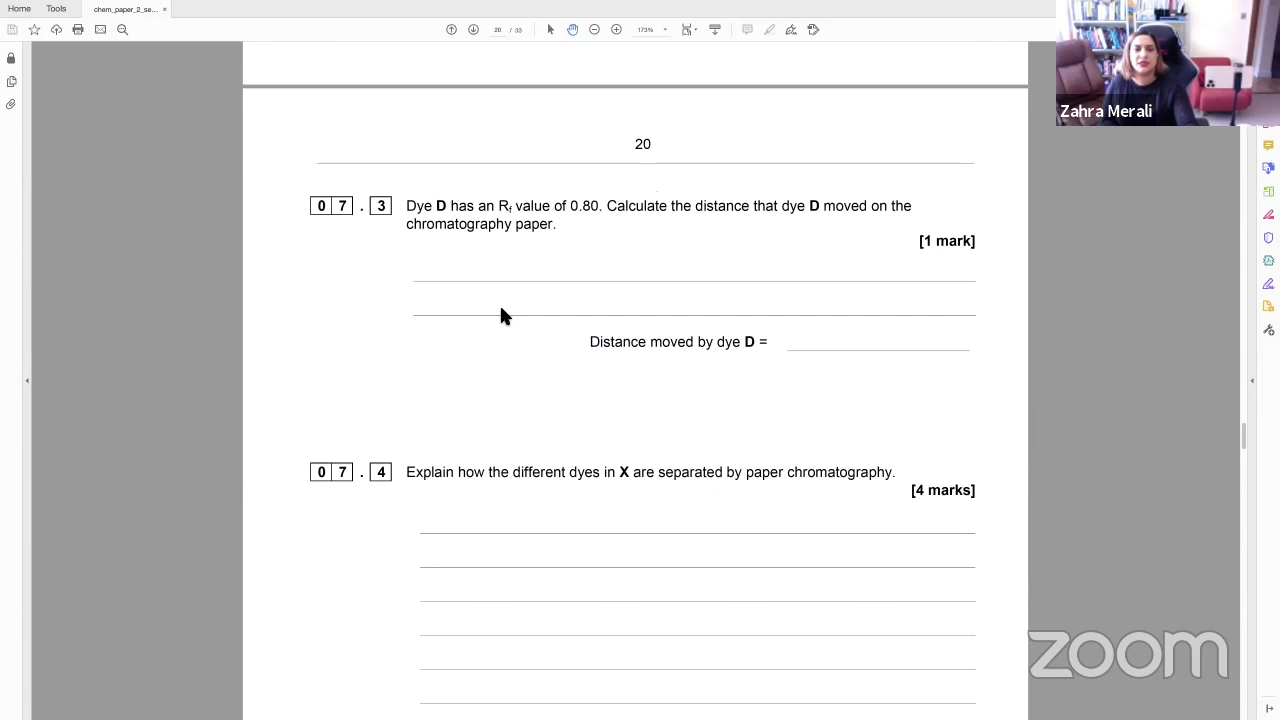 Home Tools chem_paper_2_se... ×
20 / 33 173%
Zahra Merali
20
0 7 . 3 Dye D has an Rf value of 0.80. Calculate the distance that dye D moved on the
chromatography paper.
[1 mark]
Distance moved by dye D =
0 7 . 4 Explain how the different dyes in X are separated by paper chromatography.
[4 marks]
zoom